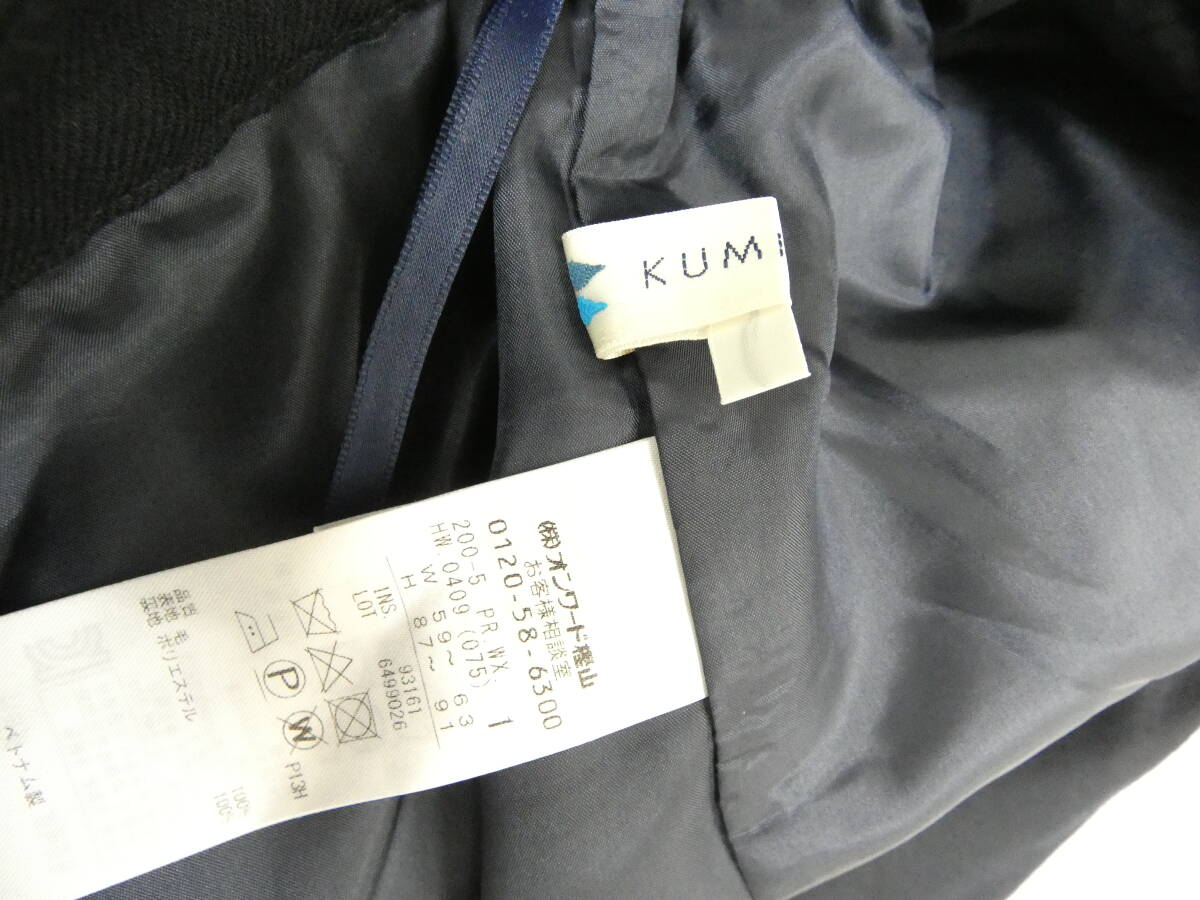 KUM
㈱オンワード樫山
お客様相談室
0120-58-6300
200-5 PR.WX. 1
HW.0409 (075)
W 59~ 63
H 87~ 91
INS. 93161
LOT 6499026
W
P
P13H
品質
表地 毛 100%
裏地 ポリエステル 100%
ベトナム製